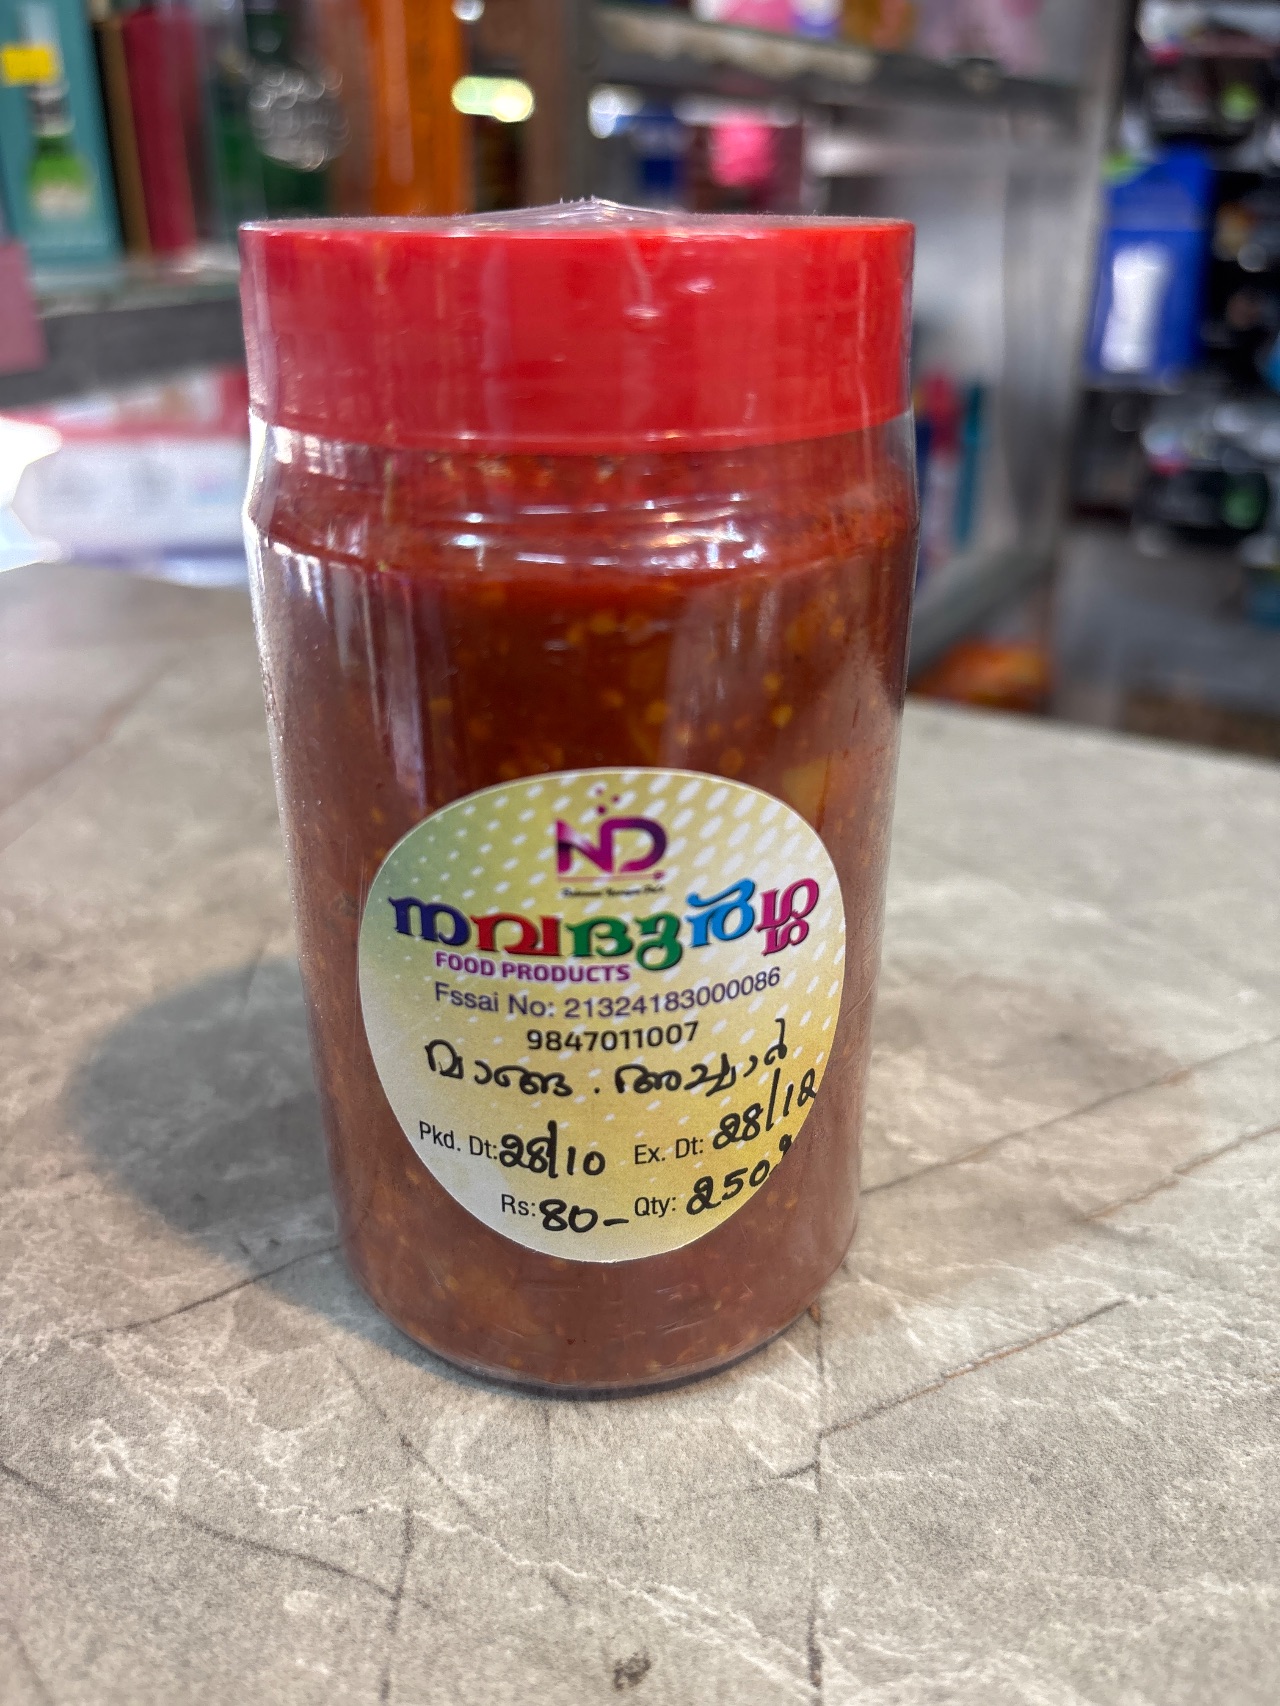 ND
നവദുർഗ്ഗ
FOOD PRODUCTS
Fssai No: 21324183000086
9847011007
മാങ്ങ . അച്ചാർ
Pkd. Dt: 28/10 Ex. Dt: 28/12
Rs: 80- Qty: 250g